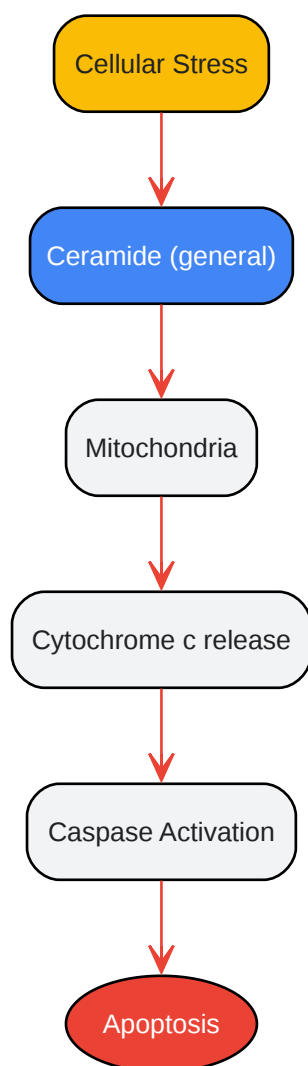 Cellular Stress
Ceramide (general)
Mitochondria
Cytochrome c release
Caspase Activation
Apoptosis